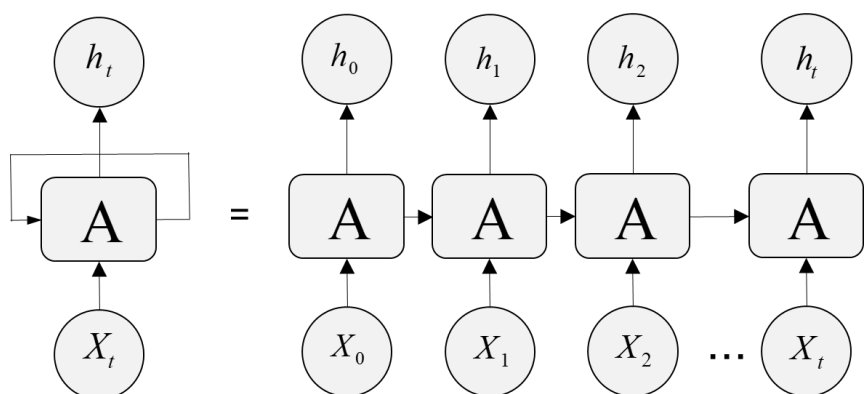 h_t h_0 h_1 h_2 h_t
A = A A A A
X_t X_0 X_1 X_2 ... X_t